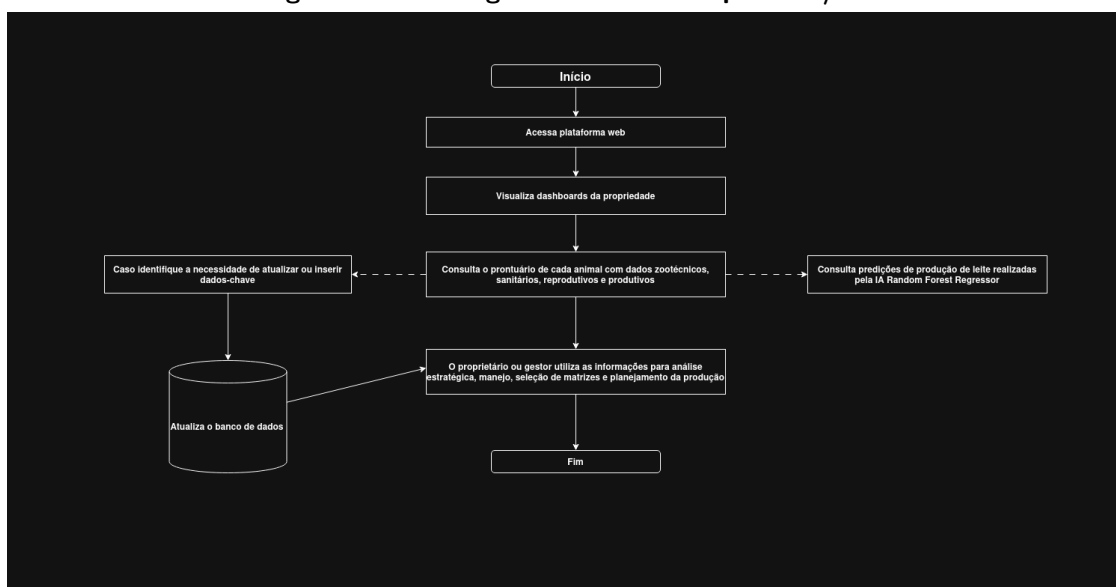 Início
Acessa plataforma web
Visualiza dashboards da propriedade
Caso identifique a necessidade de atualizar ou inserir
dados-chave
Consulta o prontuário de cada animal com dados zootécnicos,
sanitários, reprodutivos e produtivos
Consulta predições de produção de leite realizadas
pela IA Random Forest Regressor
O proprietário ou gestor utiliza as informações para análise
estratégica, manejo, seleção de matrizes e planejamento da produção
Atualiza o banco de dados
Fim